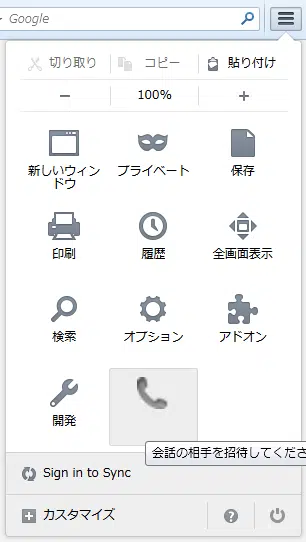 Google
切り取り コピー 貼り付け
− 100% +
新しいウィン
ドウ
プライベート
保存
印刷 履歴 全画面表示
検索 オプション アドオン
開発
会話の相手を招待してくださ
Sign in to Sync
カスタマイズ